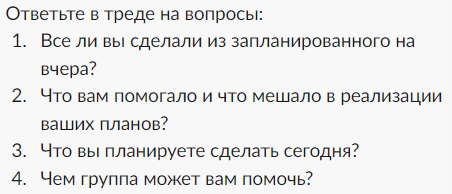 Ответьте в треде на вопросы:
1. Все ли вы сделали из запланированного на
вчера?
2. Что вам помогало и что мешало в реализации
ваших планов?
3. Что вы планируете сделать сегодня?
4. Чем группа может вам помочь?